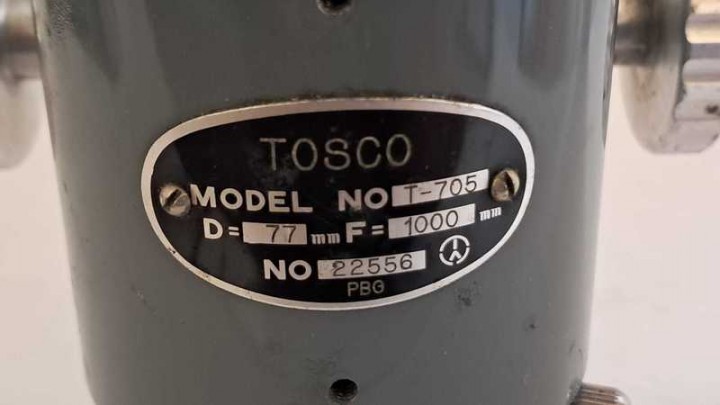 TOSCO
MODEL NO T-705
D= 77 mm F= 1000 mm
NO 22556
PBG